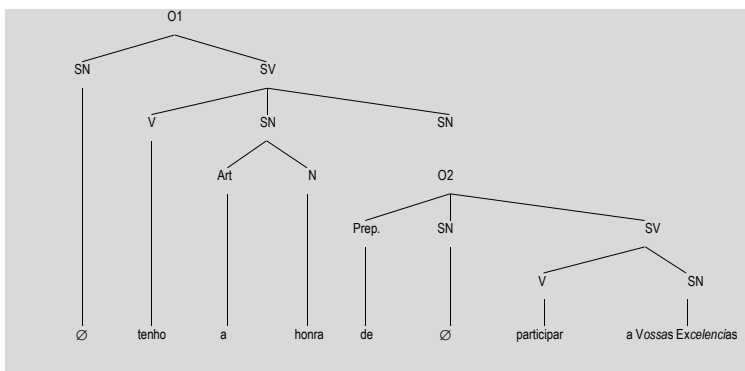 O1
SN SV
V SN SN
Art N O2
Prep. SN SV
V SN
∅ tenho a honra de ∅ participar a Vossas Excelencias